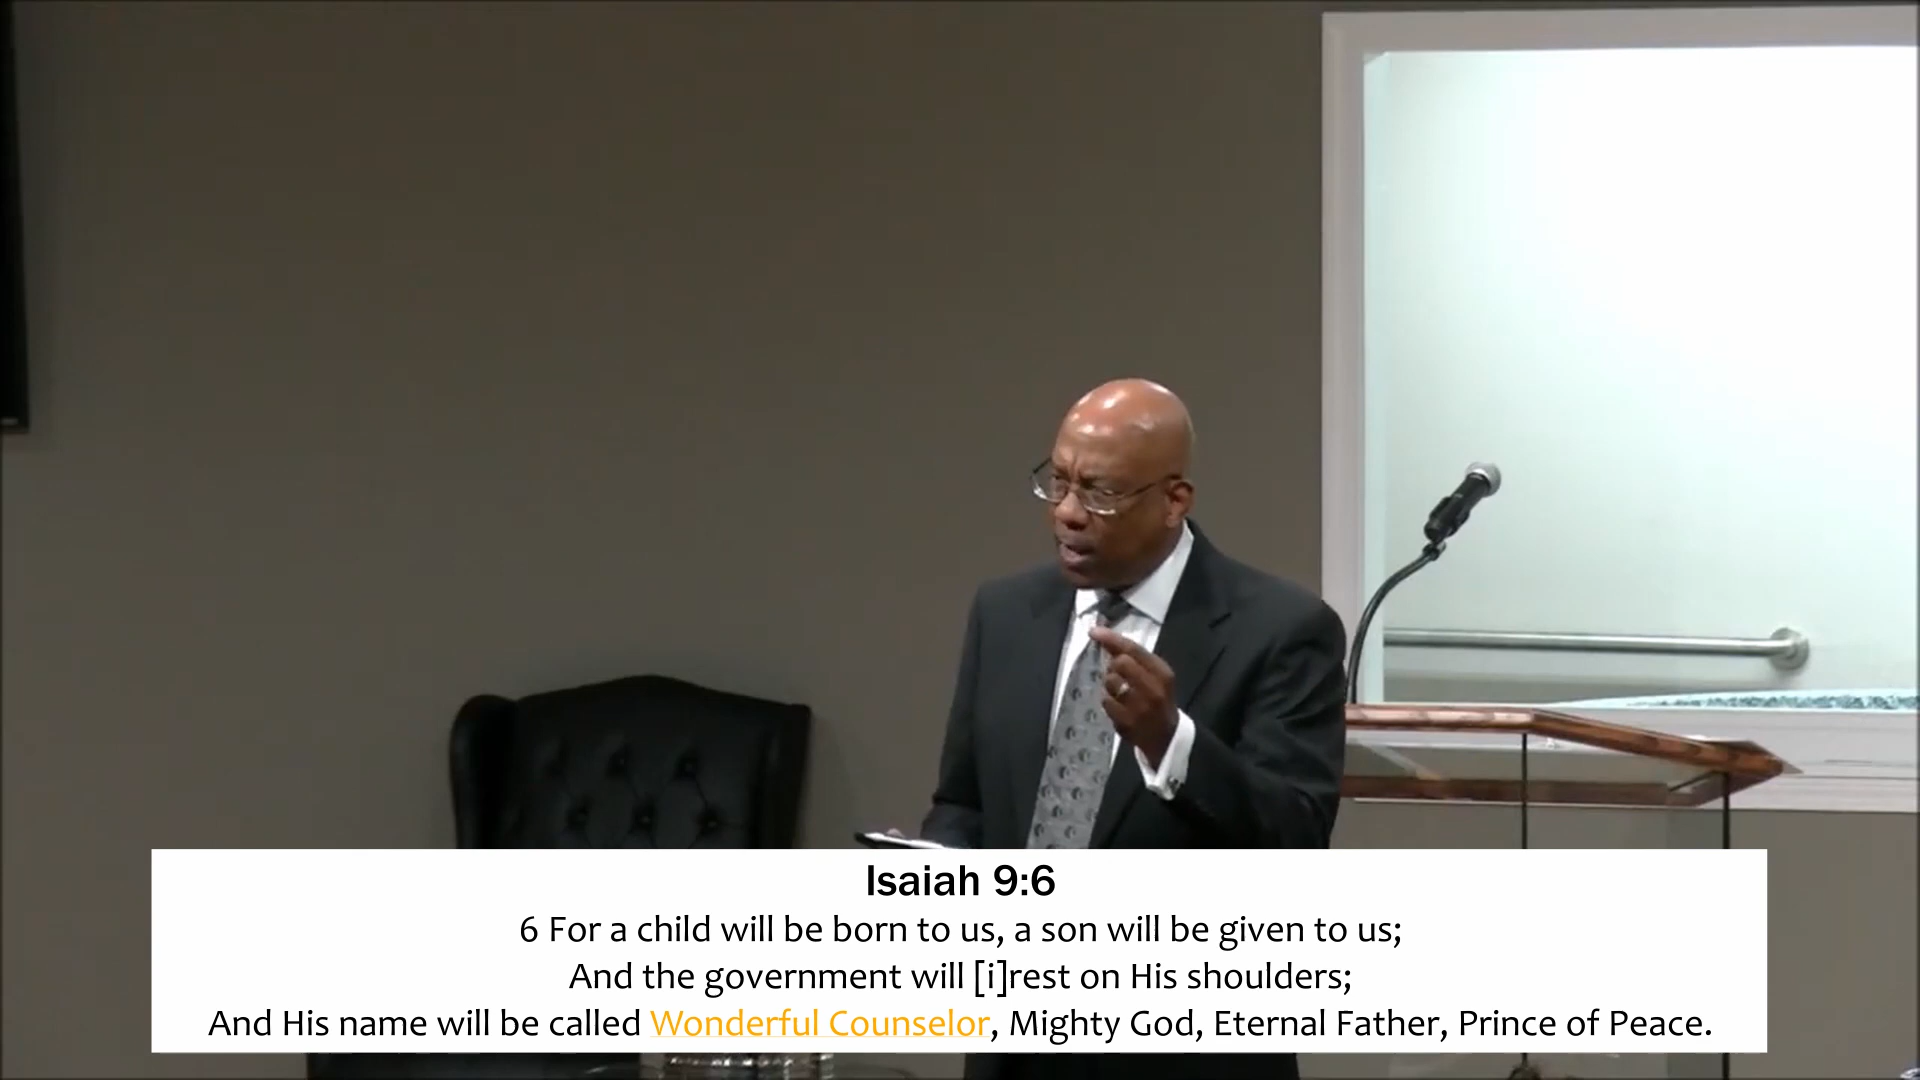 Isaiah 9:6
6 For a child will be born to us, a son will be given to us;
And the government will [i]rest on His shoulders;
And His name will be called Wonderful Counselor, Mighty God, Eternal Father, Prince of Peace.